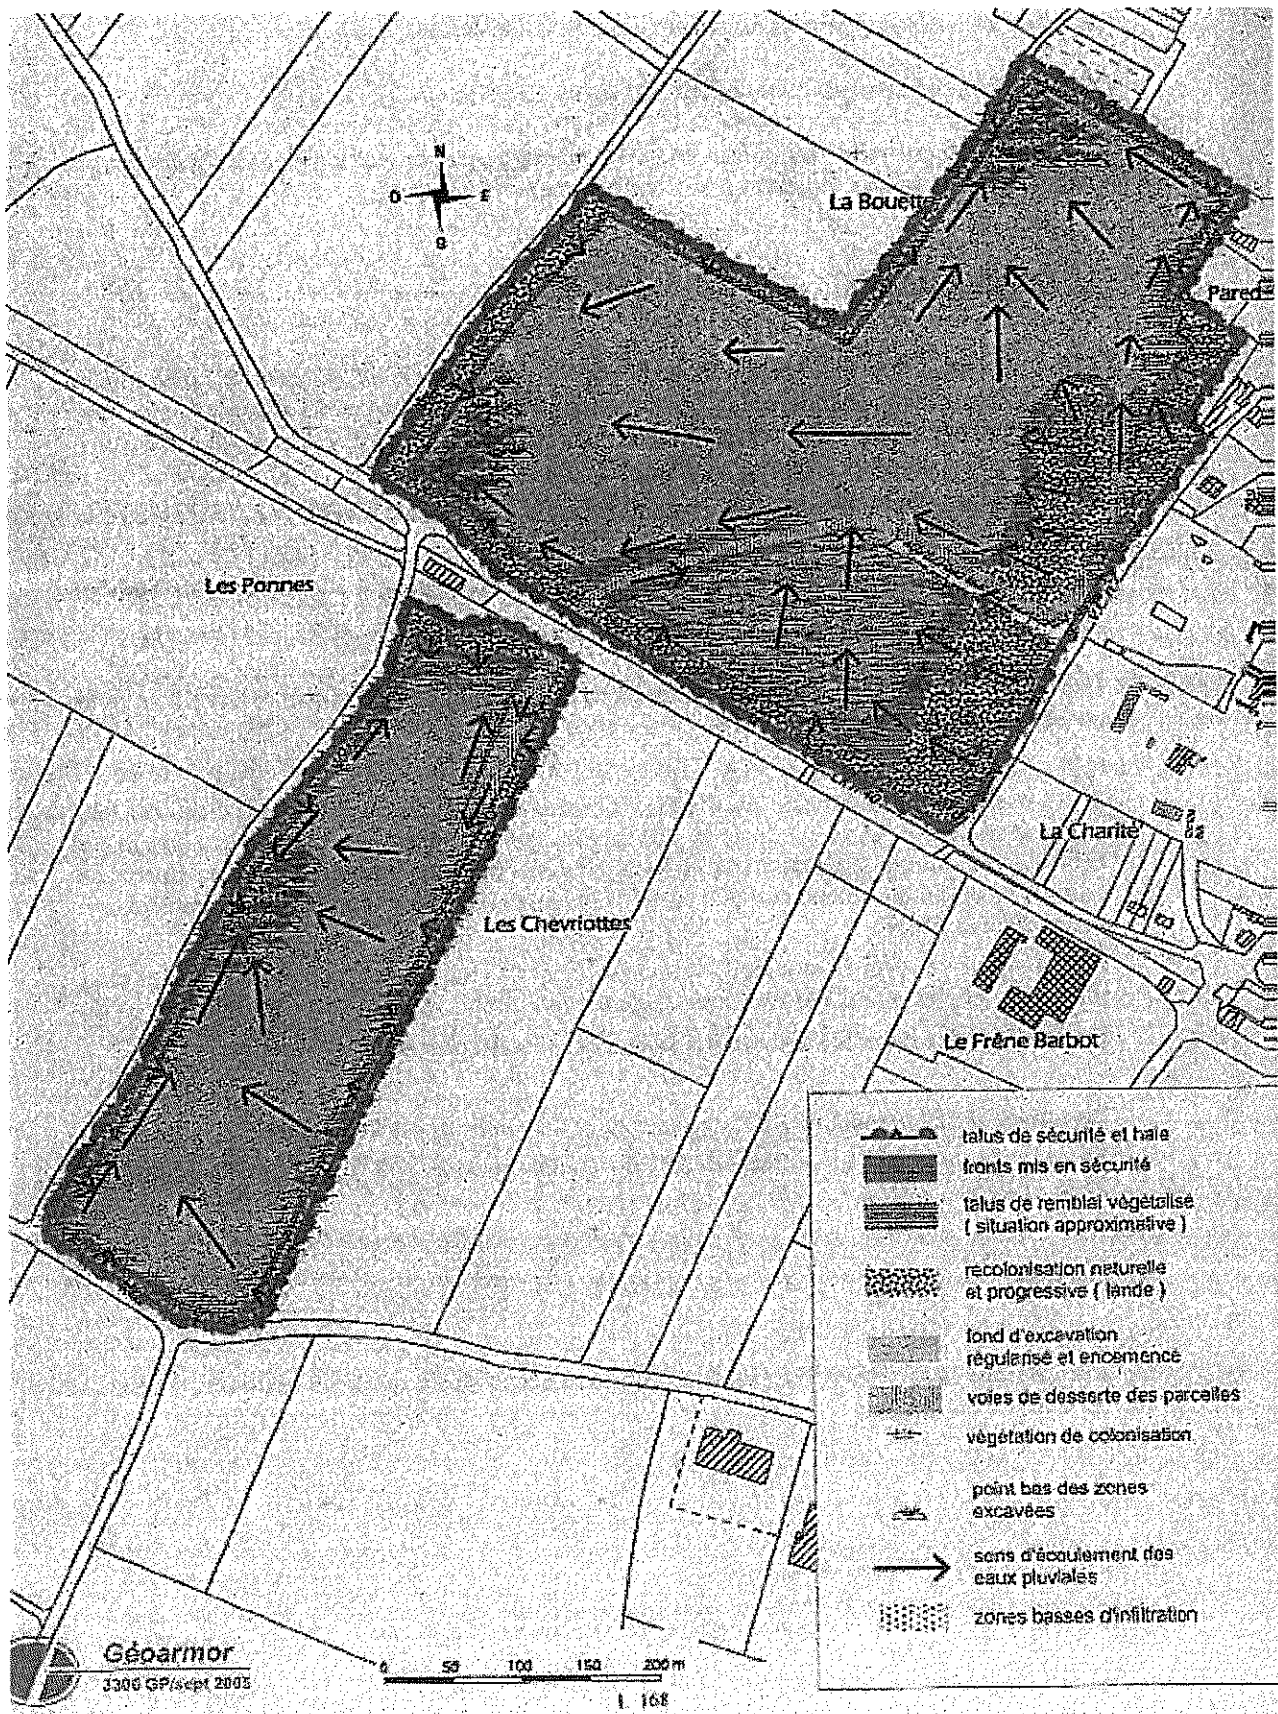 N
O E
S
La Bouette
Pared
Les Ponnes
La Charité
Les Chevriottes
Le Frêne Barbot
talus de sécurité et haie
fronts mis en sécurité
talus de remblai végétalisé
( situation approximative )
recolonisation naturelle
et progressive ( lande )
fond d'excavation
régularisé et encemencé
voies de desserte des parcelles
végétation de colonisation
point bas des zones
excavées
sens d'écoulement des
eaux pluviales
zones basses d'infiltration
Géoarmor
3300 GP/sept 2005
0 50 100 150 200 m
168